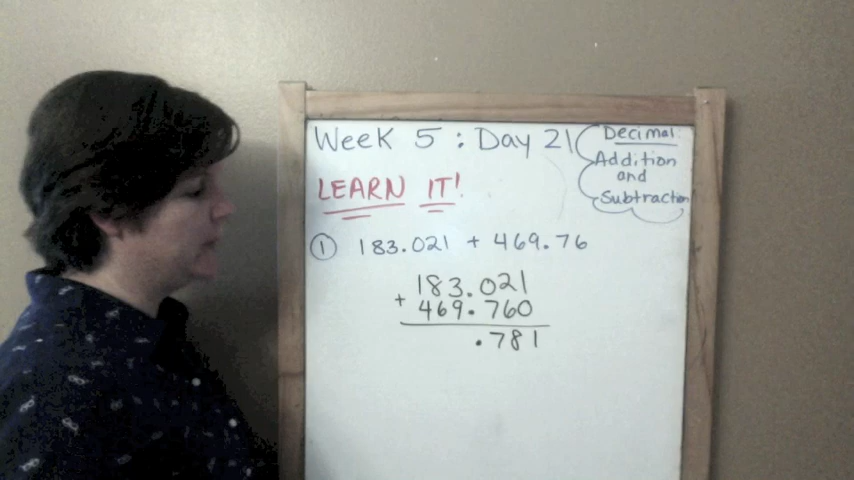 Week 5 : Day 21
Decimal
Addition
and
Subtraction
LEARN IT!
1 183.021 + 469.76
183.021
+ 469.760
.781